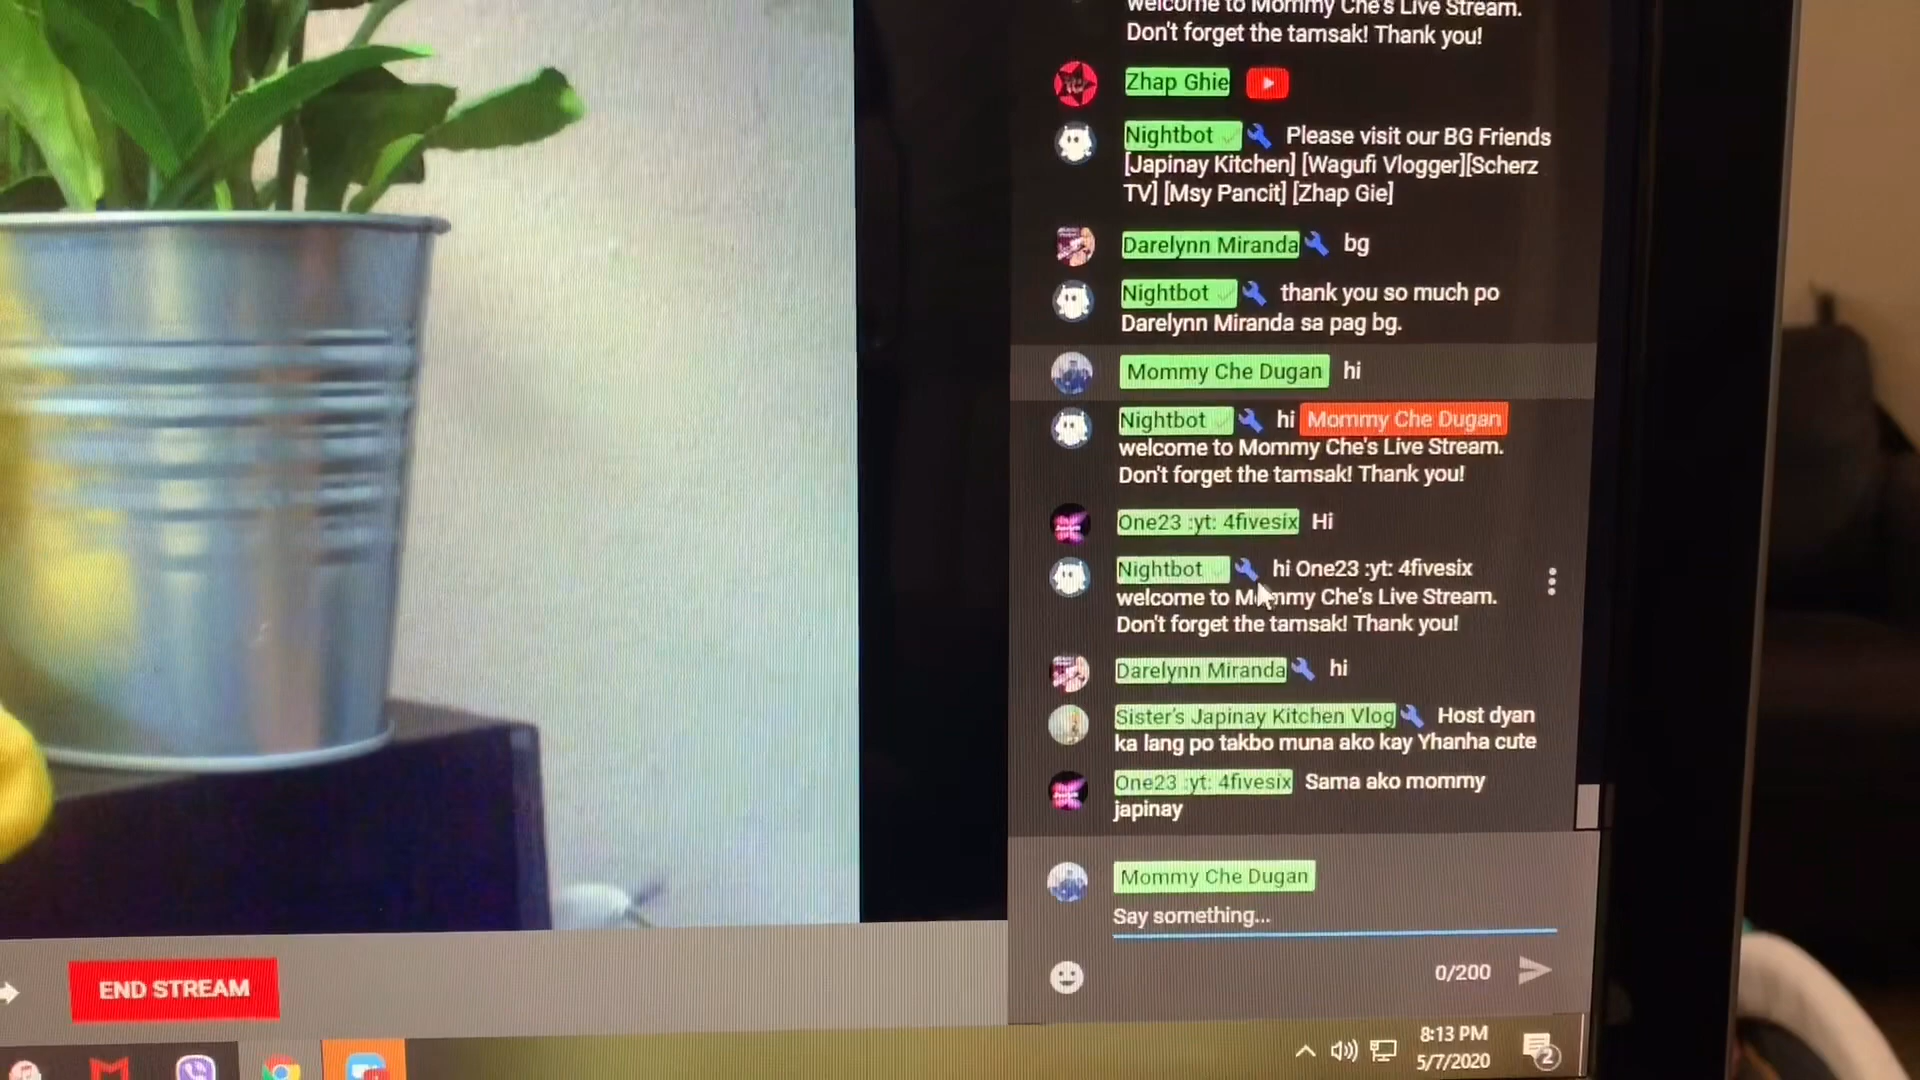 welcome to Mommy Che's Live Stream.
Don't forget the tamsak! Thank you!
Zhap Ghie
Nightbot Please visit our BG Friends
[Japinay Kitchen] [Wagufi Vlogger][Scherz
TV] [Msy Pancit] [Zhap Gie]
Darelynn Miranda bg
Nightbot thank you so much po
Darelynn Miranda sa pag bg.
Mommy Che Dugan hi
Nightbot hi Mommy Che Dugan
welcome to Mommy Che's Live Stream.
Don't forget the tamsak! Thank you!
One23 :yt: 4fivesix Hi
Nightbot hi One23 :yt: 4fivesix
welcome to Mommy Che's Live Stream.
Don't forget the tamsak! Thank you!
Darelynn Miranda hi
Sister's Japinay Kitchen Vlog Host dyan
ka lang po takbo muna ako kay Yhanha cute
One23 :yt: 4fivesix Sama ako mommy
japinay
Mommy Che Dugan
Say something...
0/200
END STREAM
8:13 PM
5/7/2020
2